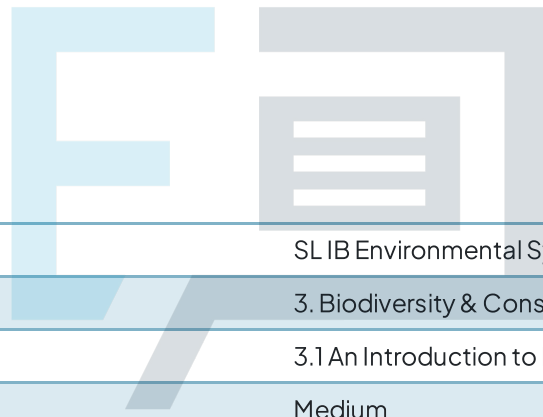 SL IB Environmental
3. Biodiversity & Cons
3.1 An Introduction to
Medium